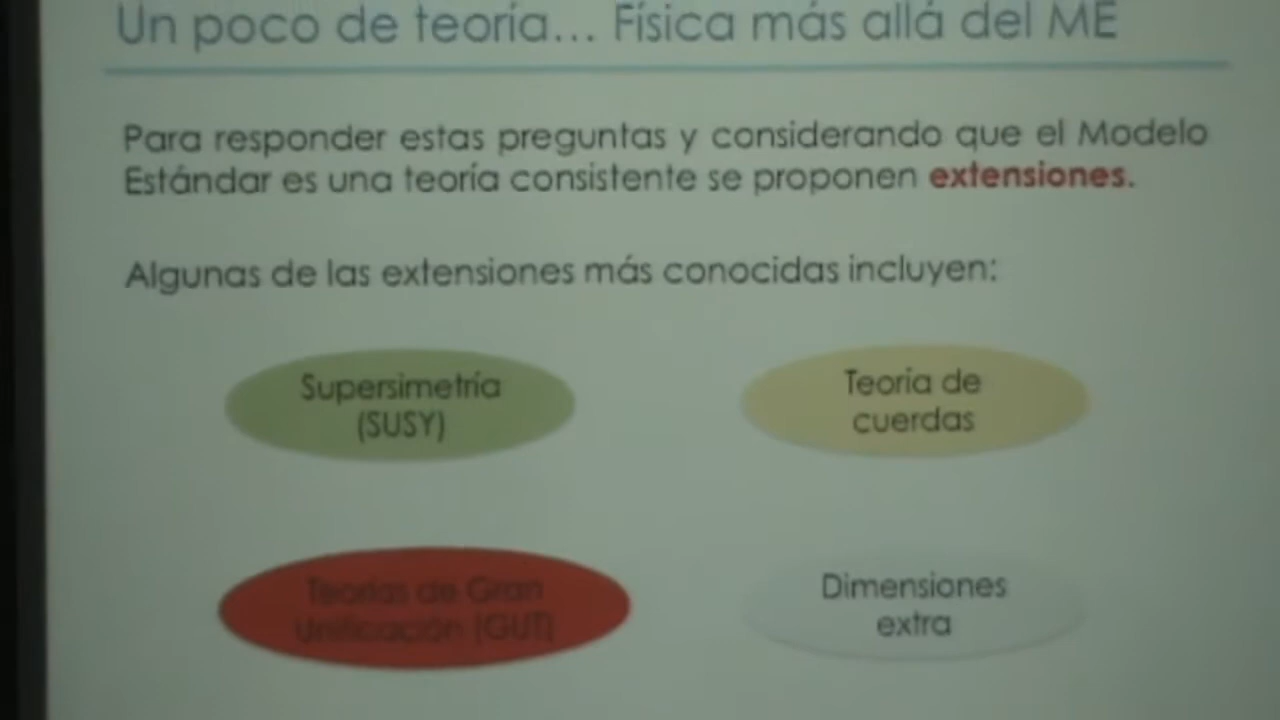 Un poco de teoría... Física más allá del ME
Para responder estas preguntas y considerando que el Modelo
Estándar es una teoría consistente se proponen extensiones.
Algunas de las extensiones más conocidas incluyen:
Supersimetría
(SUSY)
Teoría de
cuerdas
Teorías de Gran
Unificación (GUT)
Dimensiones
extra